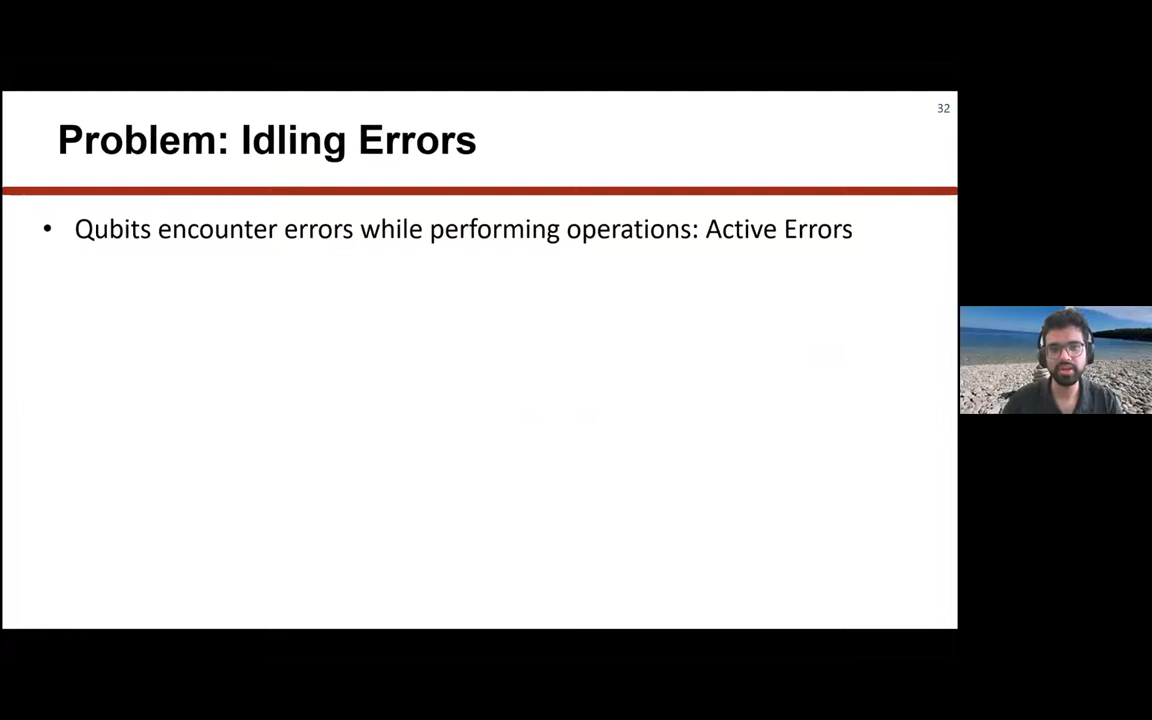 32
Problem: Idling Errors
• Qubits encounter errors while performing operations: Active Errors